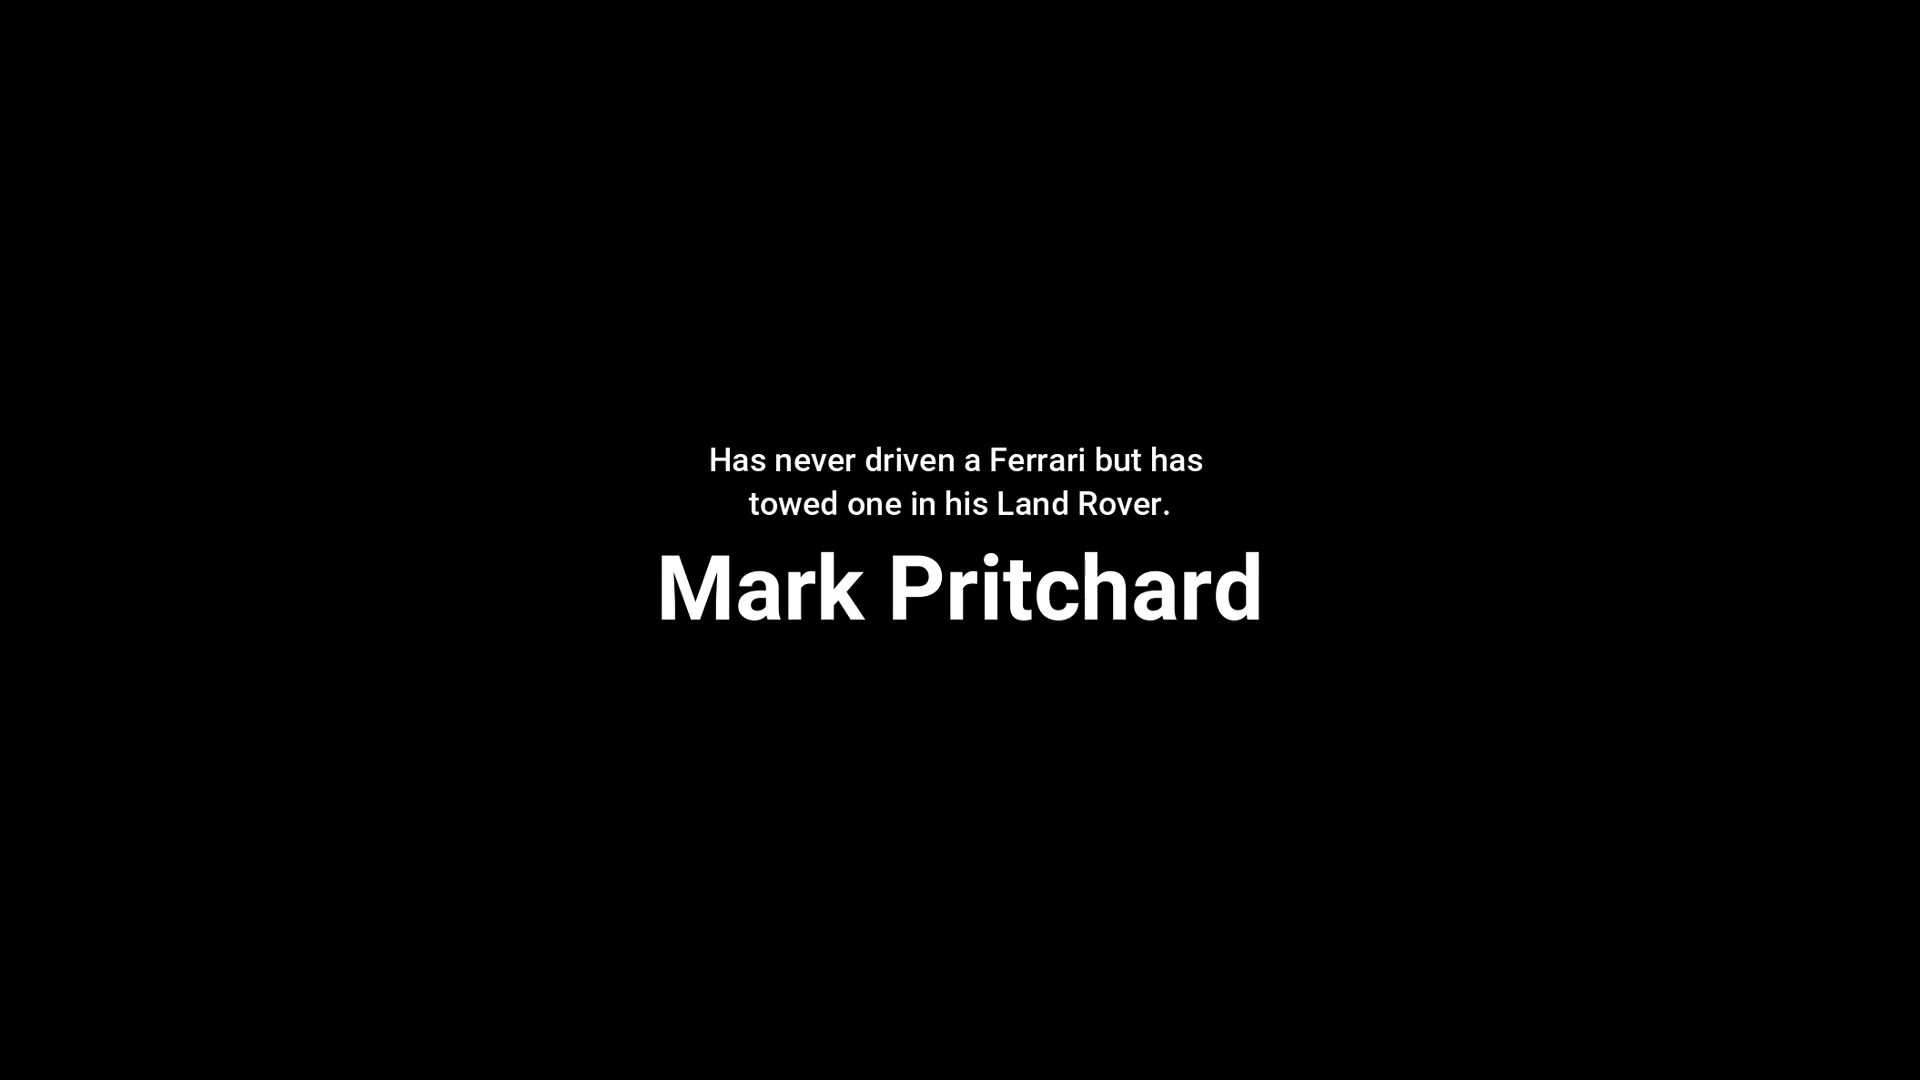 Has never driven a Ferrari but has
towed one in his Land Rover.
Mark Pritchard